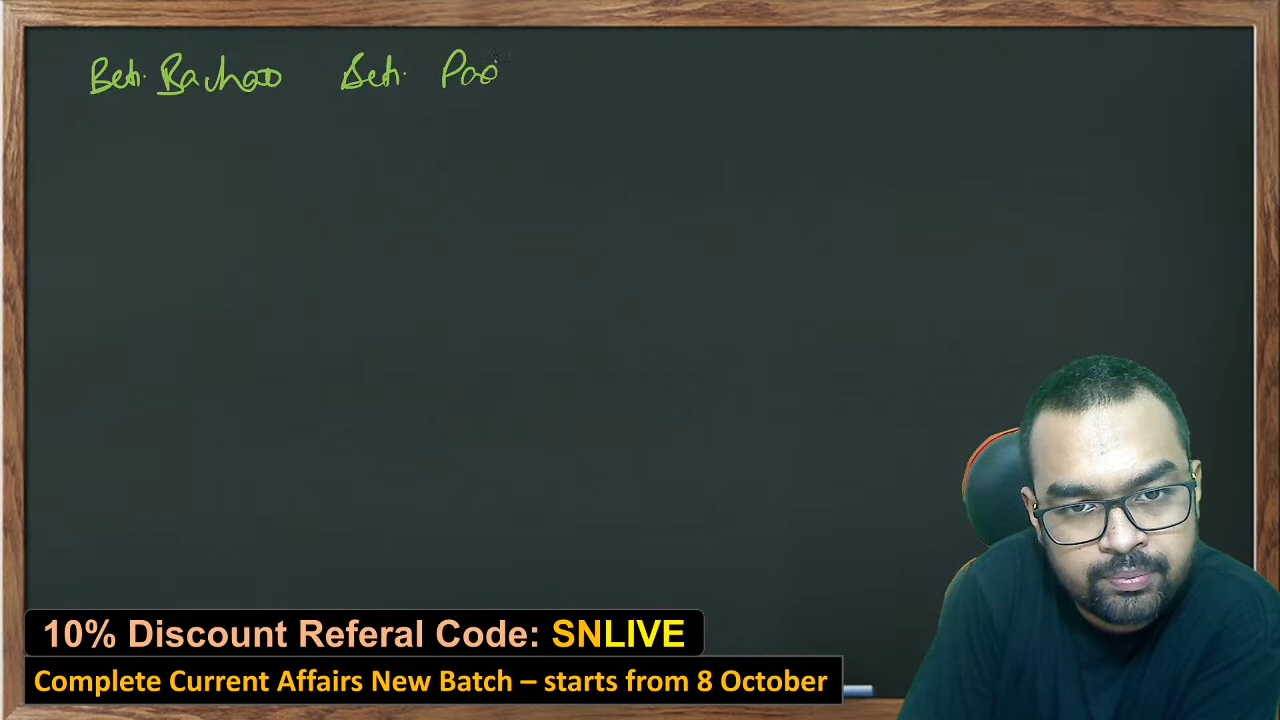 Beti Bachao Beti Pao
10% Discount Referal Code: SNLIVE
Complete Current Affairs New Batch – starts from 8 October